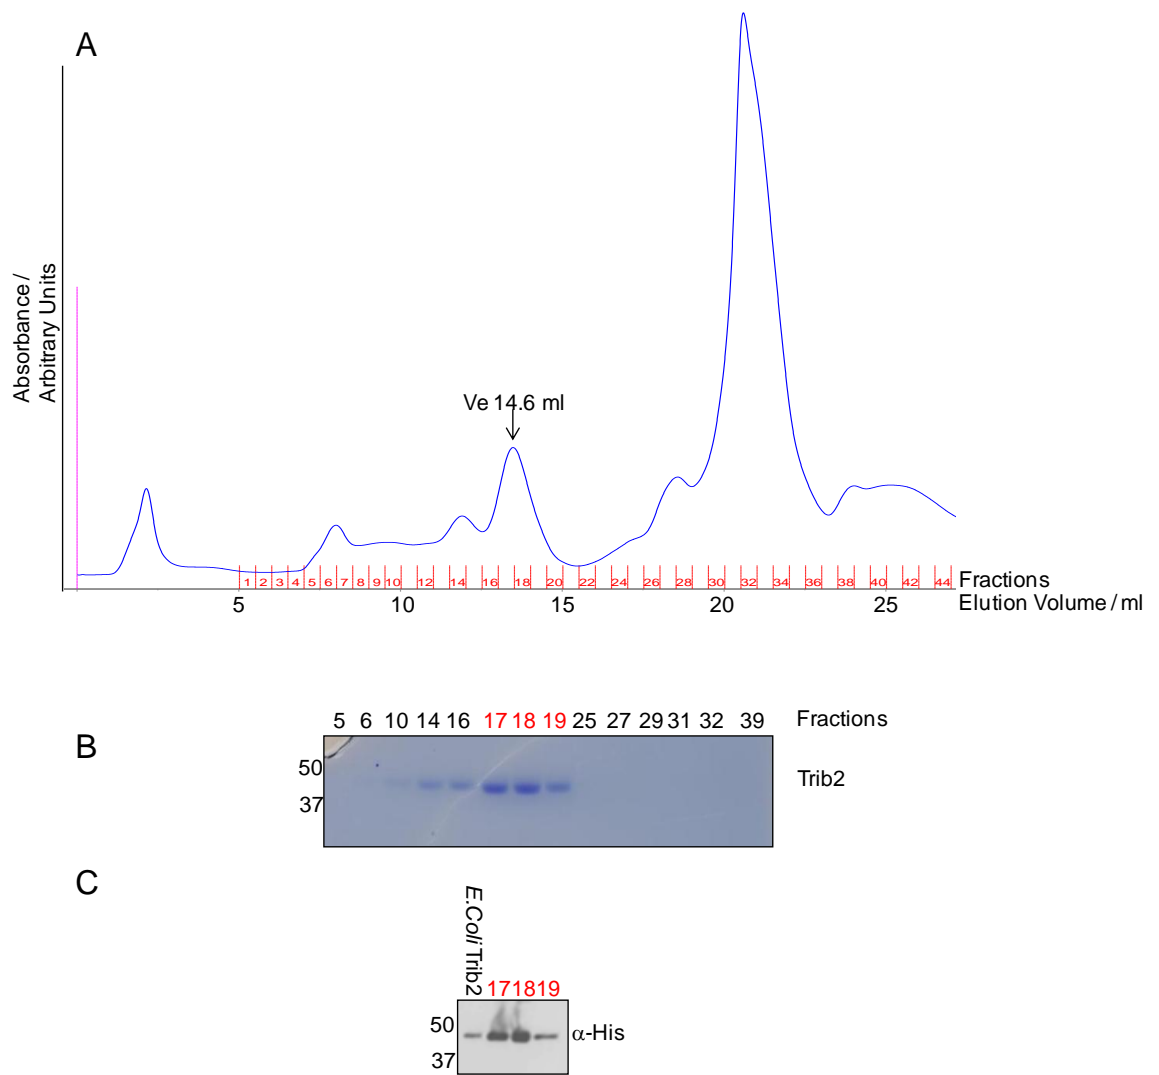 A
Absorbance /
Arbitrary Units
Ve 14.6 ml
1 2 3 4 5 6 7 8 9 10 12 14 16 18 20 22 24 26 28 30 32 34 36 38 40 42 44 Fractions
5 10 15 20 25 Elution Volume / ml
5 6 10 14 16 17 18 19 25 27 29 31 32 39 Fractions
B
50
Trib2
37
C
E.Coli Trib2
17 18 19
50
α-His
37